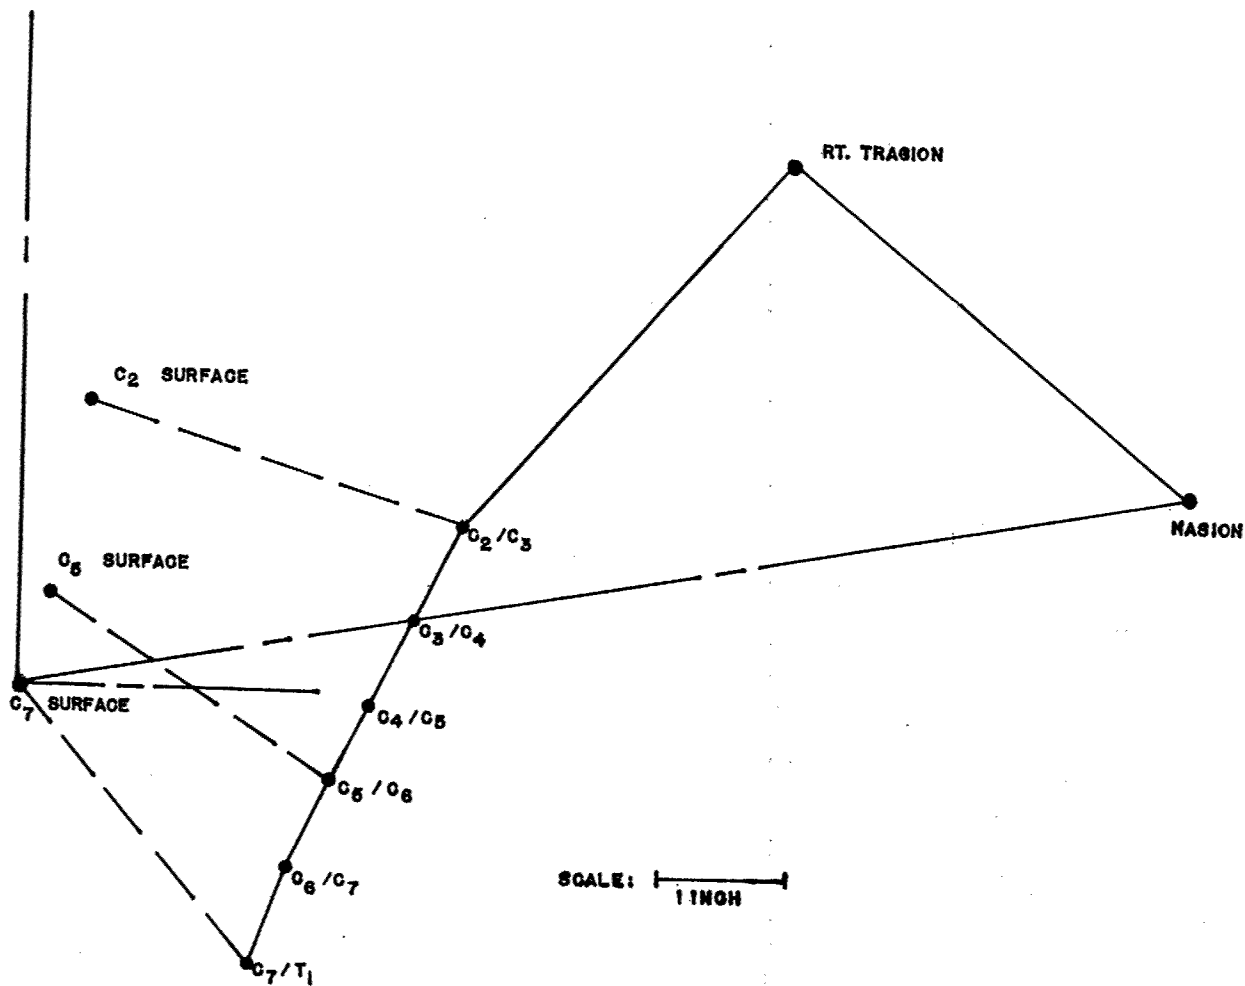 RT. TRAGION
C2 SURFACE
C2/C3
NASION
C5 SURFACE
C3/C4
C7 SURFACE
C4/C5
C5/C6
C6/C7
SCALE:
1 INCH
C7/T1